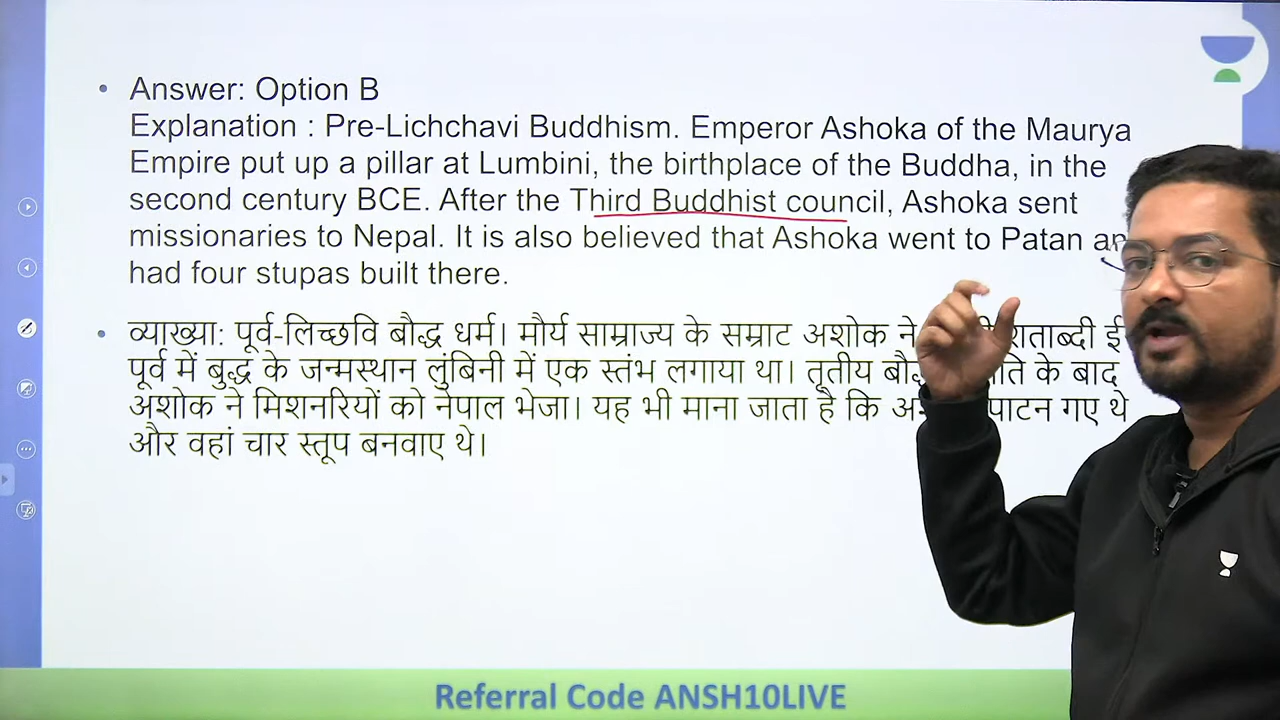 Answer: Option B
Explanation : Pre-Lichchavi Buddhism. Emperor Ashoka of the Maurya
Empire put up a pillar at Lumbini, the birthplace of the Buddha, in the
second century BCE. After the Third Buddhist council, Ashoka sent
missionaries to Nepal. It is also believed that Ashoka went to Patan
had four stupas built there.
व्याख्या: पूर्व-लिच्छवि बौद्ध धर्म। मौर्य साम्राज्य के सम्राट अशोक ने
पूर्व में बुद्ध के जन्मस्थान लुंबिनी में एक स्तंभ लगाया था। तृतीय के बाद
अशोक ने मिशनरियों को नेपाल भेजा। यह भी माना जाता है कि पाटन गए थे
और वहां चार स्तूप बनवाए थे।
Referral Code ANSH10LIVE